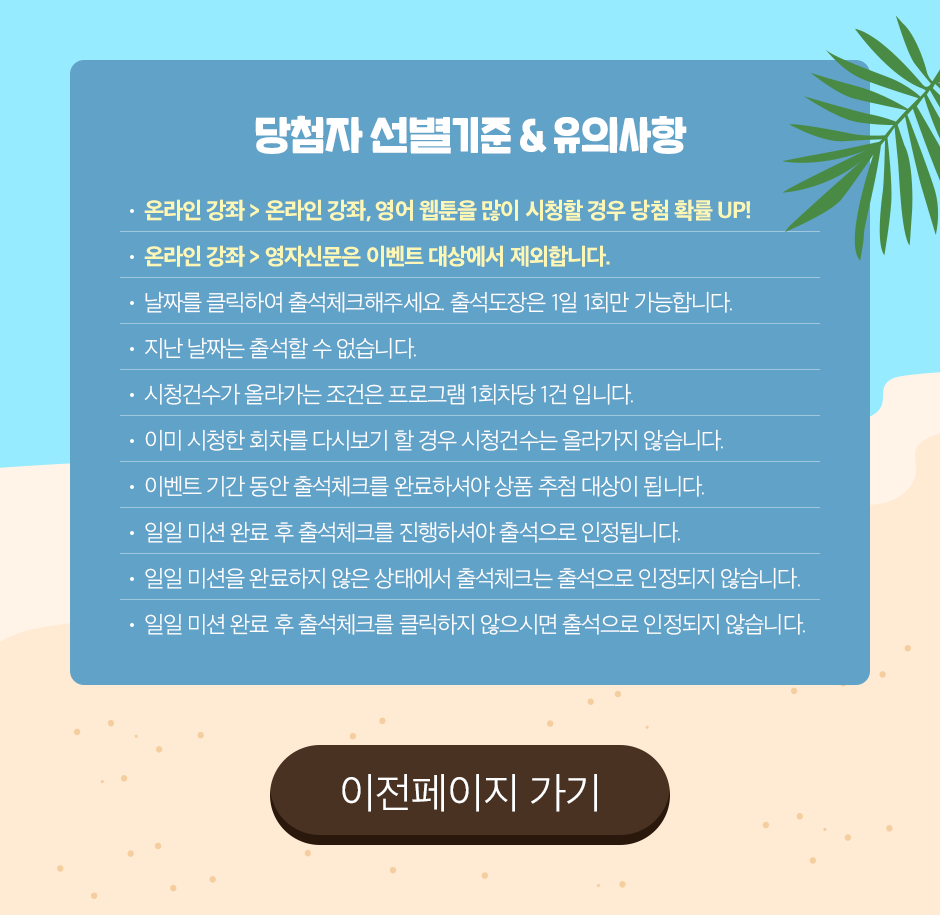 당첨자 선별기준 & 유의사항
• 온라인 강좌 > 온라인 강좌, 영어 웹툰을 많이 시청할 경우 당첨 확률 UP!
• 온라인 강좌 > 영자신문은 이벤트 대상에서 제외합니다.
• 날짜를 클릭하여 출석체크해주세요. 출석도장은 1일 1회만 가능합니다.
• 지난 날짜는 출석할 수 없습니다.
• 시청건수가 올라가는 조건은 프로그램 1회차당 1건 입니다.
• 이미 시청한 회차를 다시보기 할 경우 시청건수는 올라가지 않습니다.
• 이벤트 기간 동안 출석체크를 완료하셔야 상품 추첨 대상이 됩니다.
• 일일 미션 완료 후 출석체크를 진행하셔야 출석으로 인정됩니다.
• 일일 미션을 완료하지 않은 상태에서 출석체크는 출석으로 인정되지 않습니다.
• 일일 미션 완료 후 출석체크를 클릭하지 않으시면 출석으로 인정되지 않습니다.
이전페이지 가기